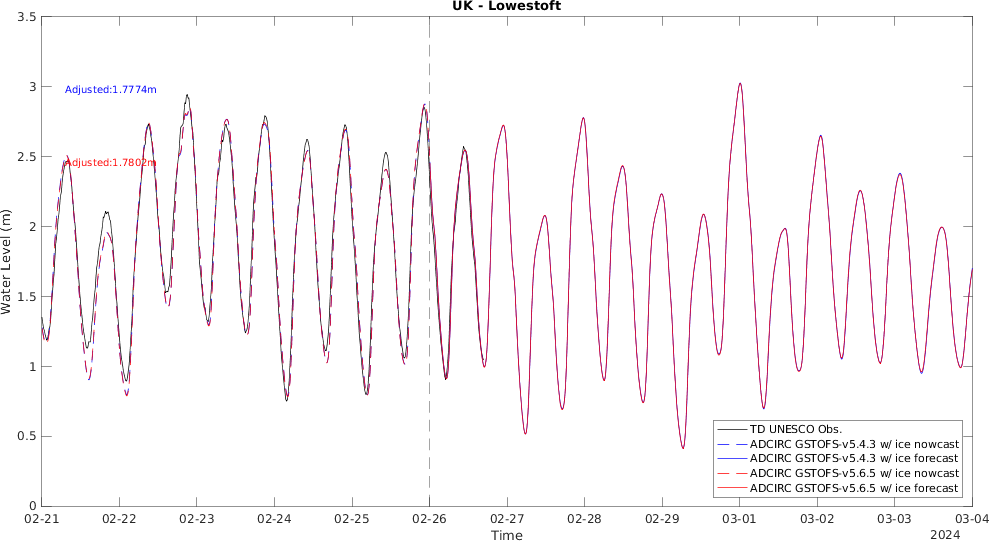 UK - Lowestoft
3.5
3
2.5
2
1.5
1
0.5
0
Water Level (m)
Adjusted:1.7774m
Adjusted:1.7802m
TD UNESCO Obs.
ADCIRC GSTOFS-v5.4.3 w/ ice nowcast
ADCIRC GSTOFS-v5.4.3 w/ ice forecast
ADCIRC GSTOFS-v5.6.5 w/ ice nowcast
ADCIRC GSTOFS-v5.6.5 w/ ice forecast
02-21 02-22 02-23 02-24 02-25 02-26 02-27 02-28 02-29 03-01 03-02 03-03 03-04
Time
2024